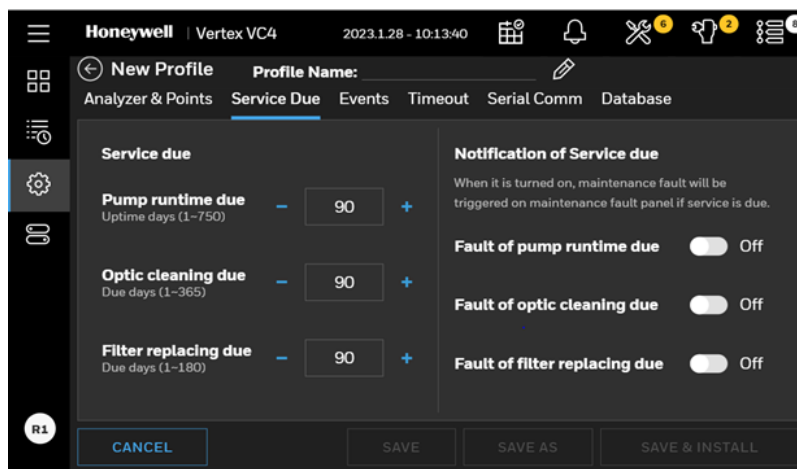 Honeywell | Vertex VC4
2023.1.28 - 10:13:40
6
2
8
New Profile
Profile Name:
Analyzer & Points
Service Due
Events
Timeout
Serial Comm
Database
Service due
Pump runtime due
Uptime days (1–750)
− 90 +
Optic cleaning due
Due days (1–365)
− 90 +
Filter replacing due
Due days (1–180)
− 90 +
Notification of Service due
When it is turned on, maintenance fault will be
triggered on maintenance fault panel if service is due.
Fault of pump runtime due
Off
Fault of optic cleaning due
Off
Fault of filter replacing due
Off
R1
CANCEL
SAVE
SAVE AS
SAVE & INSTALL